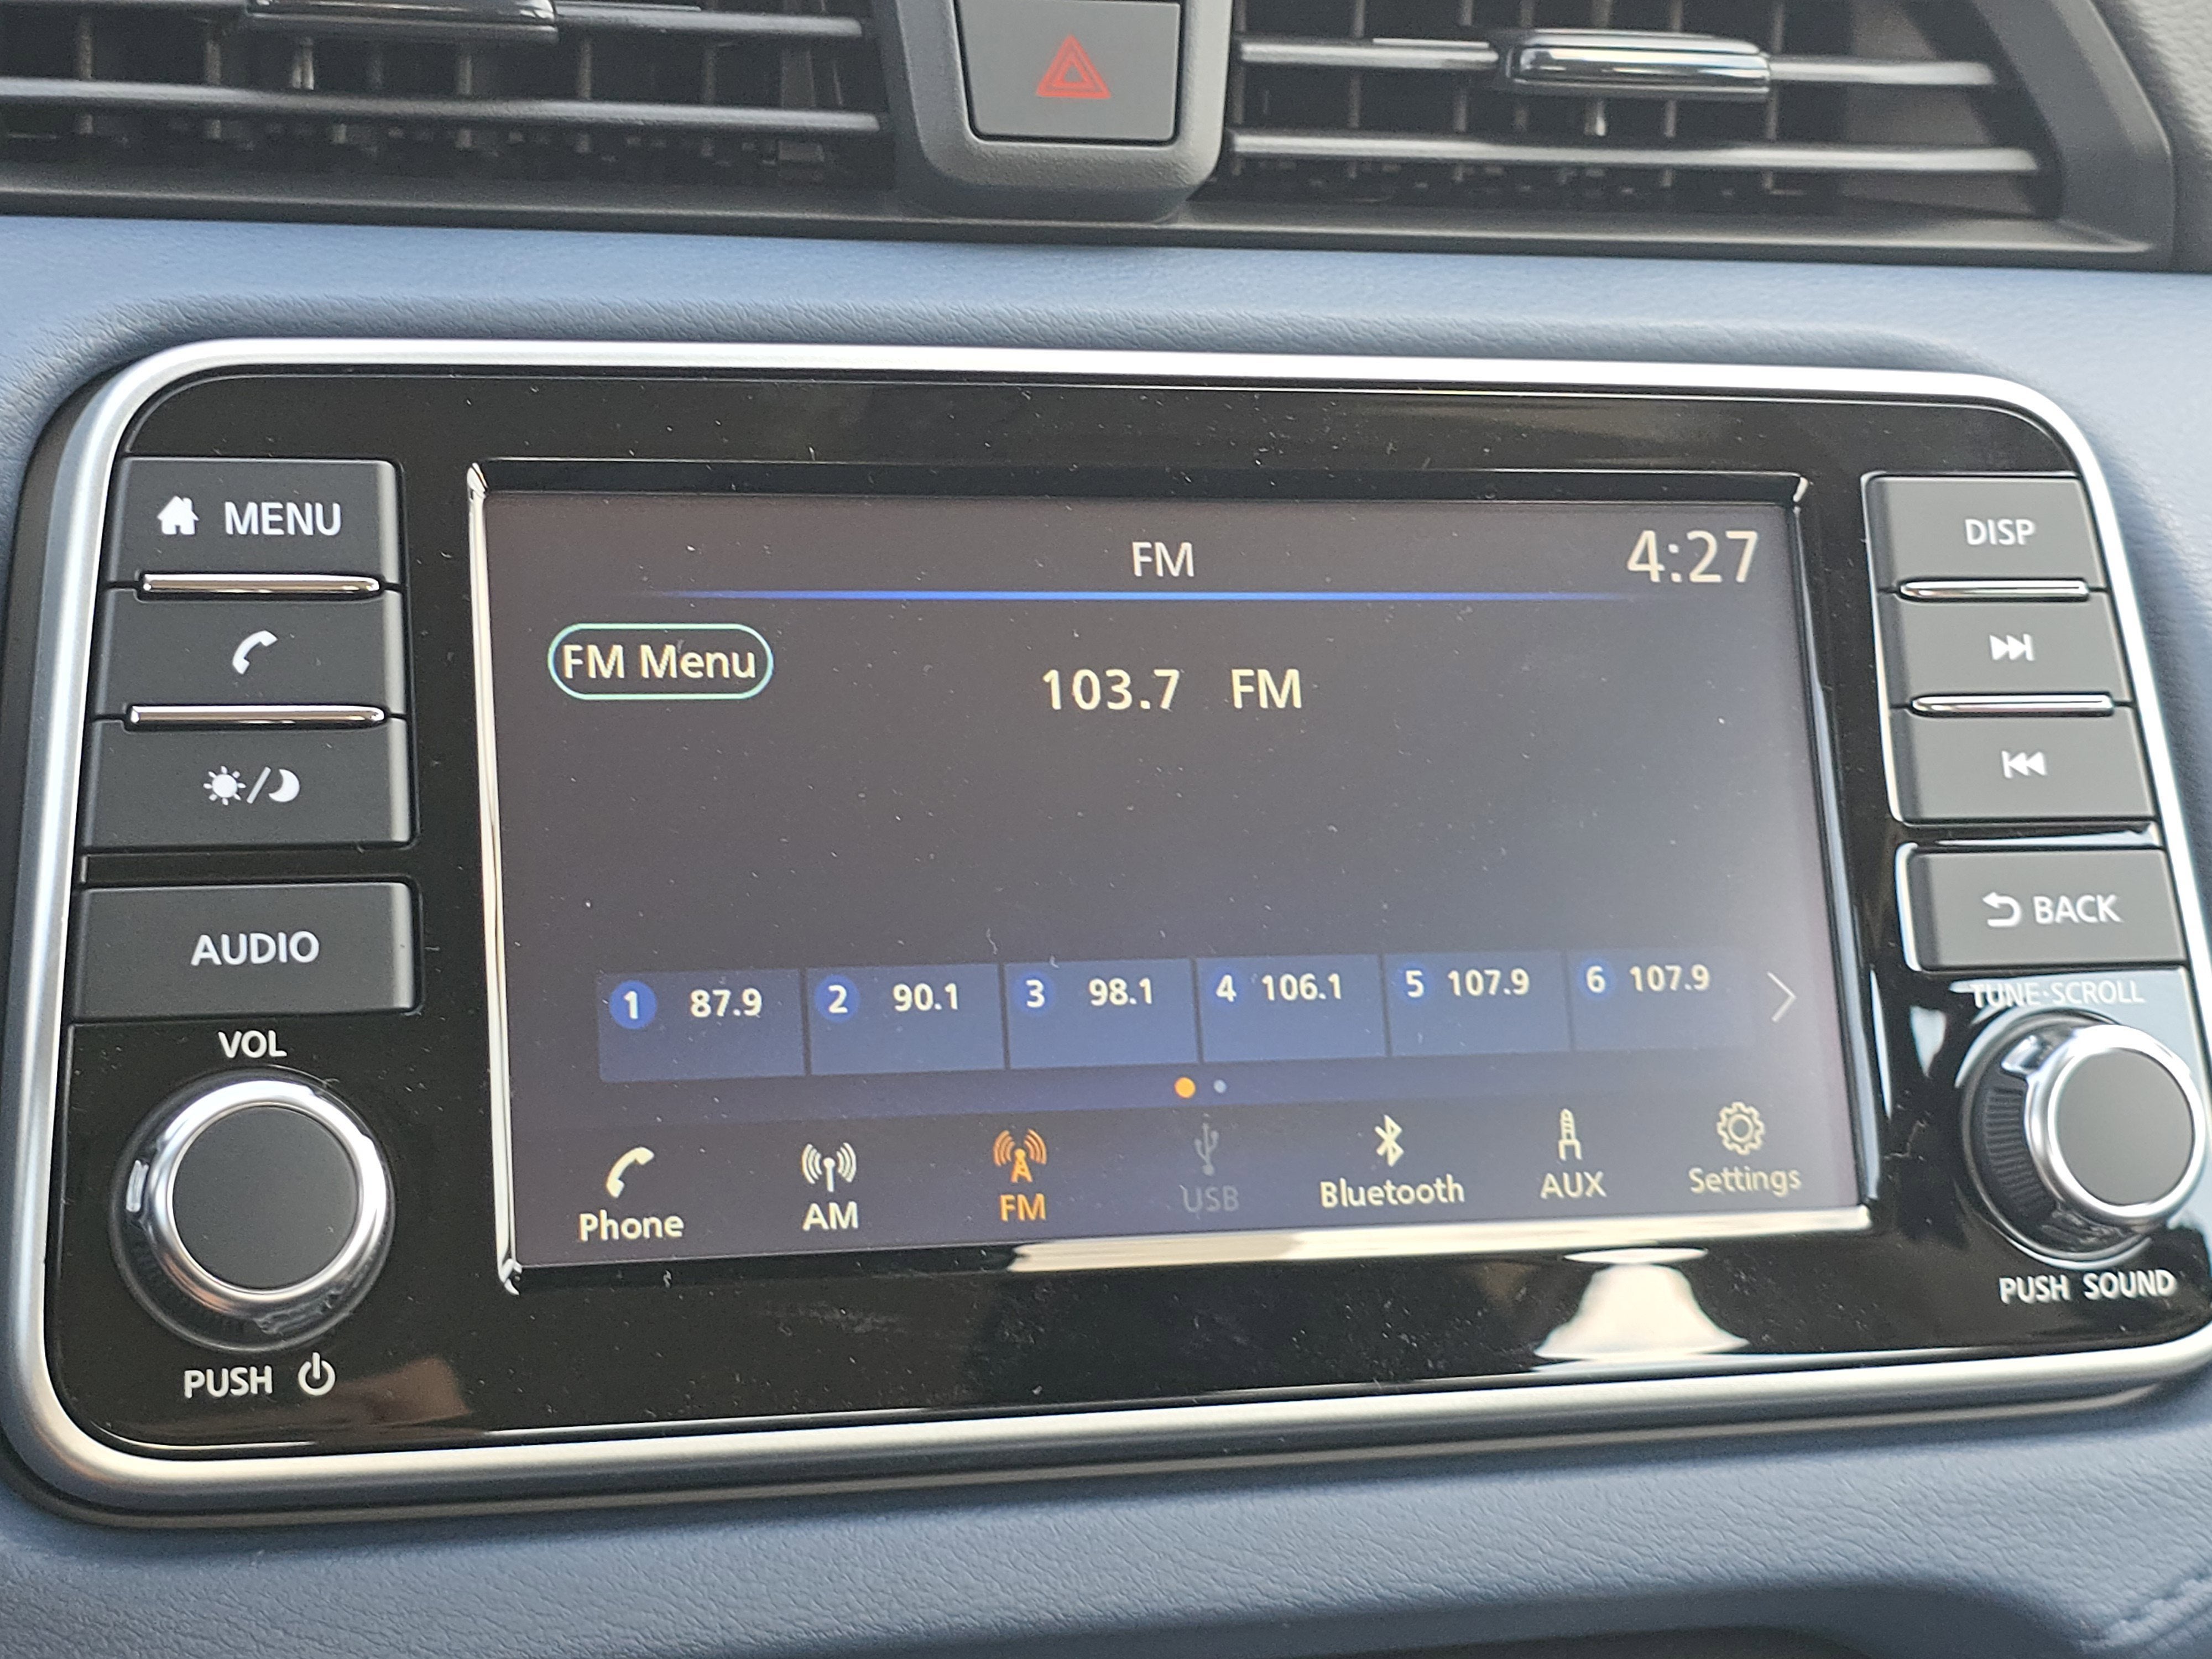 MENU
AUDIO
VOL
PUSH
FM
4:27
FM Menu
103.7 FM
1 87.9
2 90.1
3 98.1
4 106.1
5 107.9
6 107.9
Phone
AM
FM
USB
Bluetooth
AUX
Settings
DISP
BACK
TUNE·SCROLL
PUSH SOUND